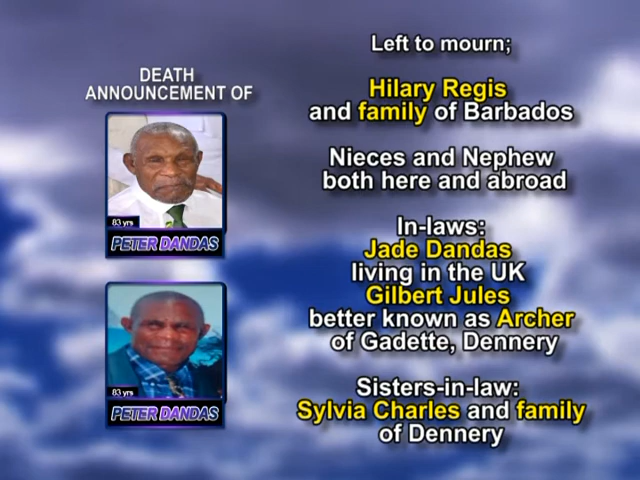 DEATH
ANNOUNCEMENT OF
83 yrs
PETER DANDAS
83 yrs
PETER DANDAS
Left to mourn;
Hilary Regis
and family of Barbados
Nieces and Nephew
both here and abroad
In-laws:
Jade Dandas
living in the UK
Gilbert Jules
better known as Archer
of Gadette, Dennery
Sisters-in-law:
Sylvia Charles and family
of Dennery